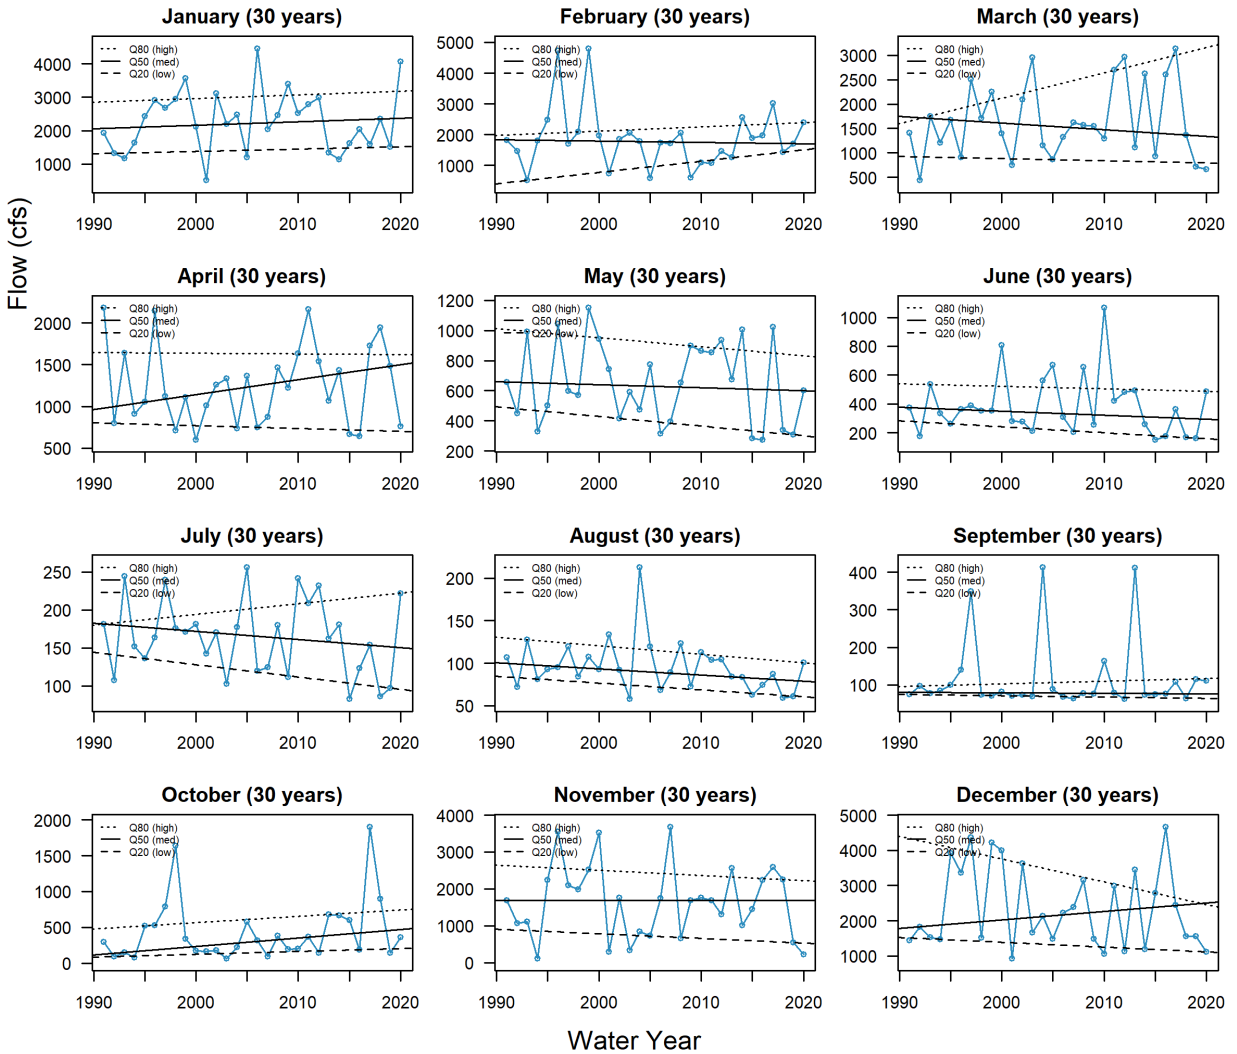 January (30 years)
February (30 years)
March (30 years)
Q80 (high)
Q50 (med)
Q20 (low)
4000
3000
2000
1000
1990
2000
2010
2020
Q80 (high)
Q50 (med)
Q20 (low)
5000
4000
3000
2000
1000
1990
2000
2010
2020
Q80 (high)
Q50 (med)
Q20 (low)
3000
2500
2000
1500
1000
500
1990
2000
2010
2020
Flow (cfs)
April (30 years)
May (30 years)
June (30 years)
Q80 (high)
Q50 (med)
Q20 (low)
2000
1500
1000
500
1990
2000
2010
2020
Q80 (high)
Q50 (med)
Q20 (low)
1200
1000
800
600
400
200
1990
2000
2010
2020
Q80 (high)
Q50 (med)
Q20 (low)
1000
800
600
400
200
1990
2000
2010
2020
July (30 years)
August (30 years)
September (30 years)
Q80 (high)
Q50 (med)
Q20 (low)
250
200
150
100
1990
2000
2010
2020
Q80 (high)
Q50 (med)
Q20 (low)
200
150
100
50
1990
2000
2010
2020
Q80 (high)
Q50 (med)
Q20 (low)
400
300
200
100
1990
2000
2010
2020
October (30 years)
November (30 years)
December (30 years)
Q80 (high)
Q50 (med)
Q20 (low)
2000
1500
1000
500
0
1990
2000
2010
2020
Q80 (high)
Q50 (med)
Q20 (low)
4000
3000
2000
1000
0
1990
2000
2010
2020
Q80 (high)
Q50 (med)
Q20 (low)
5000
4000
3000
2000
1000
1990
2000
2010
2020
Water Year